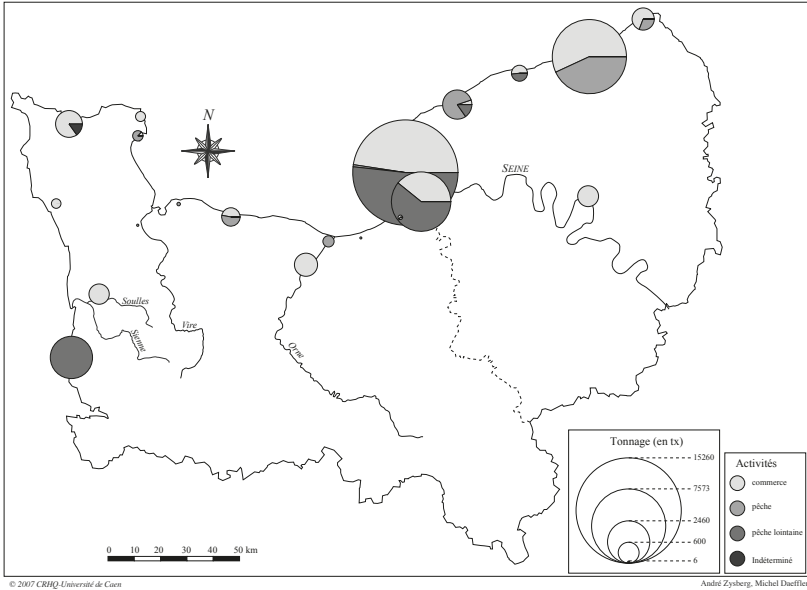 N
SEINE
Soulles
Sienne
Vire
Orne
0 10 20 30 40 50 km
Tonnage (en tx)
15260
7573
2460
600
6
Activités
commerce
pêche
pêche lointaine
Indéterminé
© 2007 CRHQ-Université de Caen
André Zysberg, Michel Daeffler